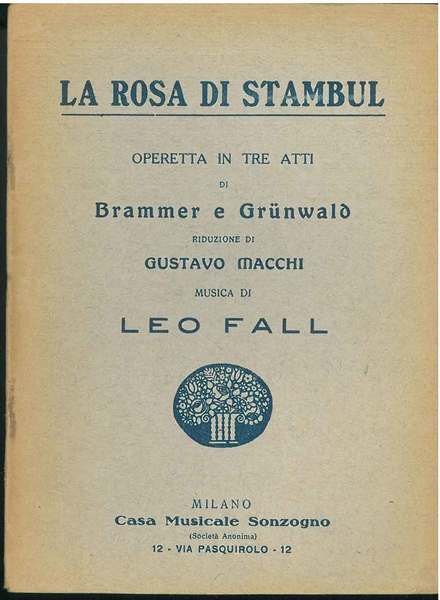 LA ROSA DI STAMBUL
OPERETTA IN TRE ATTI
DI
Brammer e Grünwald
RIDUZIONE DI
GUSTAVO MACCHI
MUSICA DI
LEO FALL
MILANO
Casa Musicale Sonzogno
(Società Anonima)
12 - VIA PASQUIROLO - 12